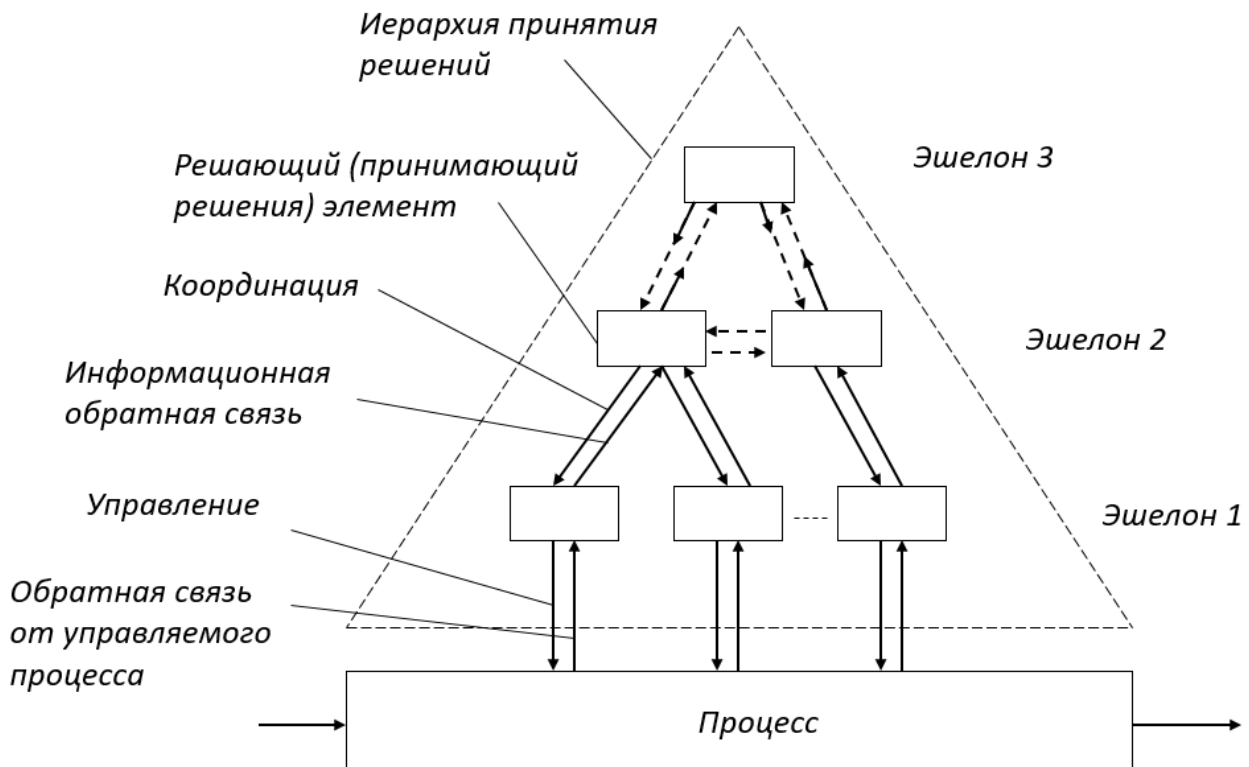 Иерархия принятия
решений
Эшелон 3
Решающий (принимающий
решения) элемент
Координация
Эшелон 2
Информационная
обратная связь
Управление
Эшелон 1
Обратная связь
от управляемого
процесса
Процесс